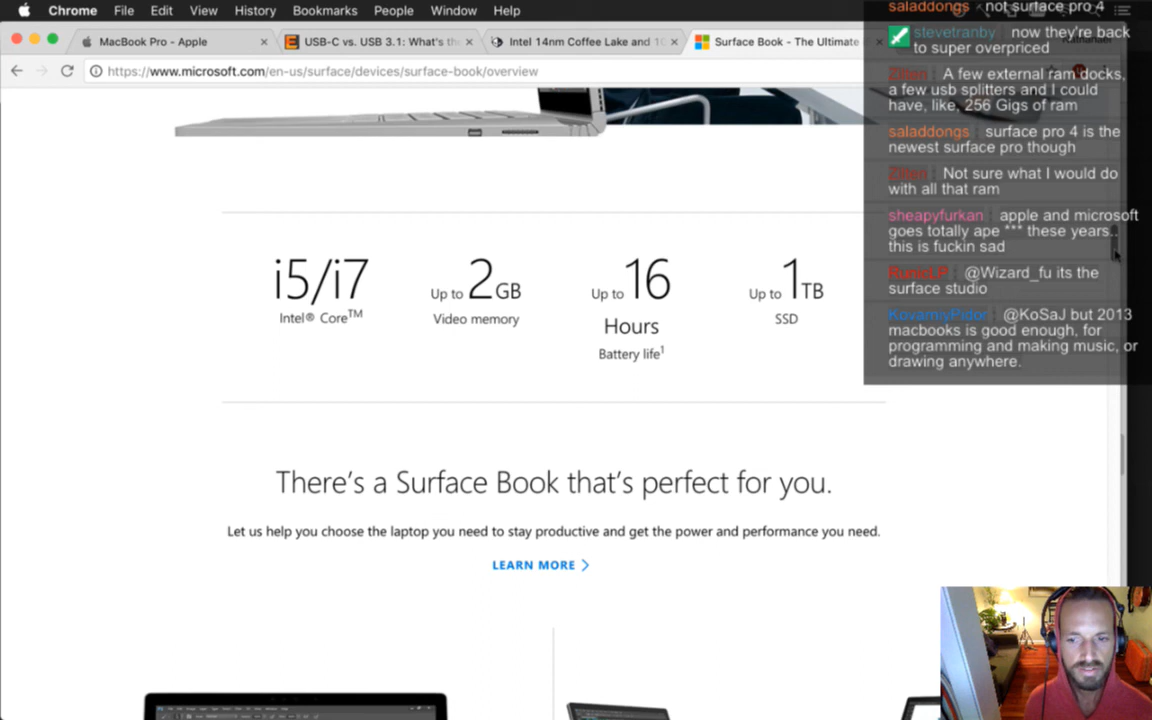 Chrome File Edit View History Bookmarks People Window Help
MacBook Pro - Apple
USB-C vs. USB 3.1: What's the
Intel 14nm Coffee Lake and 10
Surface Book - The Ultimate
https://www.microsoft.com/en-us/surface/devices/surface-book/overview
i5/i7
Intel® Core™
Up to 2GB
Video memory
Up to 16
Hours
Battery life1
Up to 1TB
SSD
There's a Surface Book that's perfect for you.
Let us help you choose the laptop you need to stay productive and get the power and performance you need.
LEARN MORE
saladdongs : not surface pro 4
stevetranby : now they're back
to super overpriced
A few external ram docks,
a few usb splitters and I could
have, like, 256 Gigs of ram
saladdongs : surface pro 4 is the
newest surface pro though
Not sure what I would do
with all that ram
sheapyfurkan : apple and microsoft
goes totally ape *** these years..
this is fuckin sad
RuneLP : @Wizard_fu its the
surface studio
KovarniyPidor : @KoSaJ but 2013
macbooks is good enough, for
programming and making music, or
drawing anywhere.